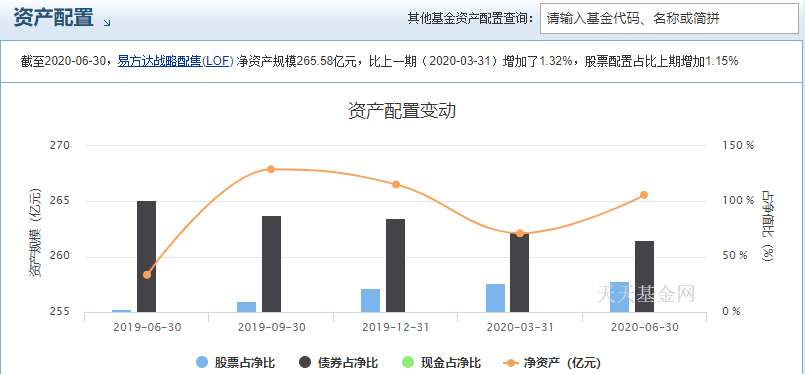 资产配置
其他基金资产配置查询：
请输入基金代码、名称或简拼
截至2020-06-30，易方达战略配售(LOF) 净资产规模265.58亿元，比上一期（2020-03-31）增加了1.32%，股票配置占比上期增加1.15%
资产配置变动
270
265
260
255
资产规模（亿元）
150 %
100 %
50 %
0 %
占净值比（%）
天天基金网
2019-06-30
2019-09-30
2019-12-31
2020-03-31
2020-06-30
股票占净比
债券占净比
现金占净比
净资产（亿元）